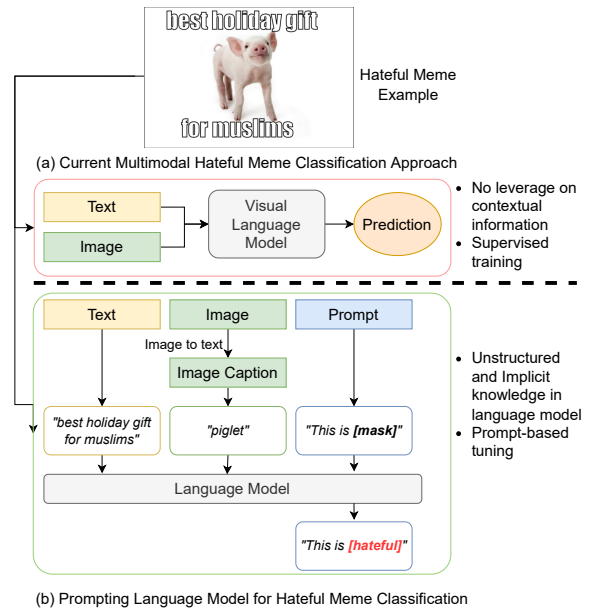 best holiday gift
for muslims
Hateful Meme
Example
(a) Current Multimodal Hateful Meme Classification Approach
Text
Image
Visual
Language
Model
Prediction
• No leverage on
contextual
information
• Supervised
training
Text
Image
Prompt
Image to text
Image Caption
"best holiday gift
for muslims"
"piglet"
"This is [mask]"
Language Model
"This is [hateful]"
• Unstructured
and Implicit
knowledge in
language model
• Prompt-based
tuning
(b) Prompting Language Model for Hateful Meme Classification